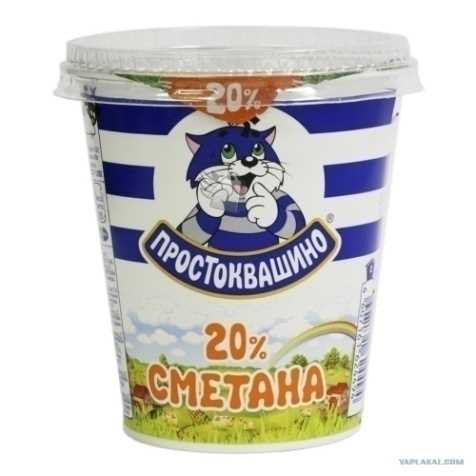 20%
ПРОСТОКВАШИНО
®
20%
СМЕТАНА
YAPLAKAL.COM